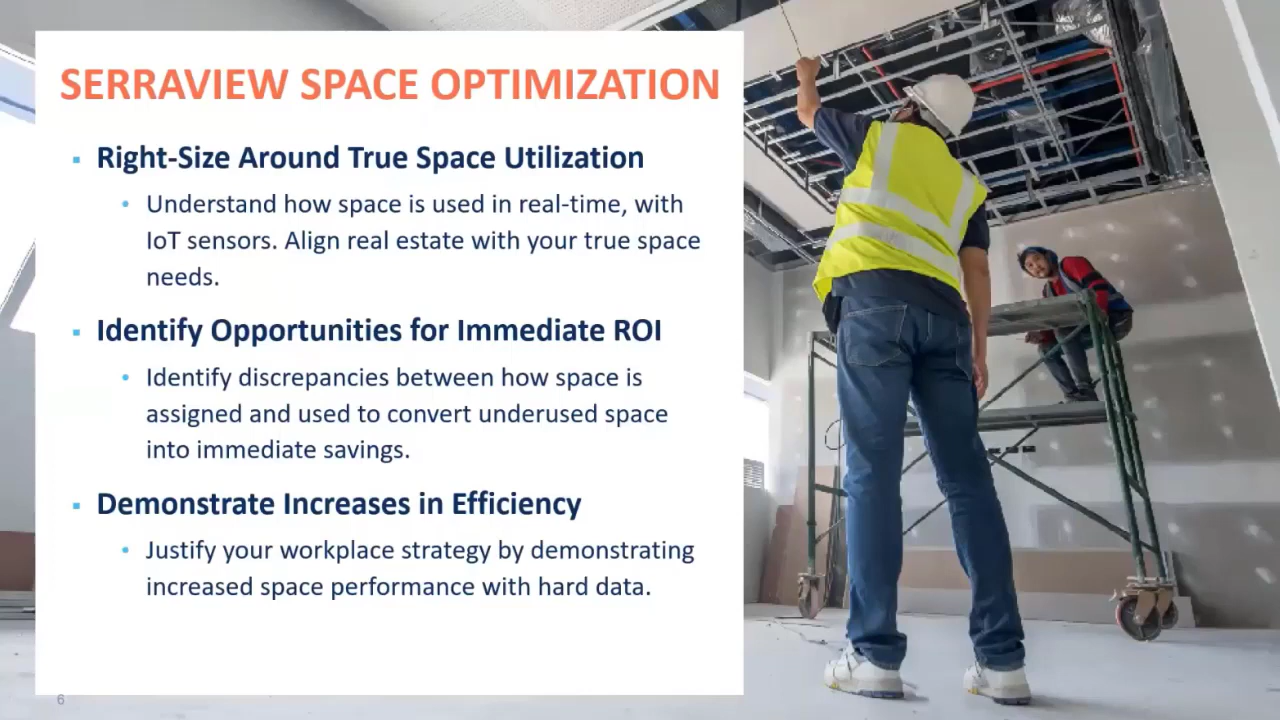 SERRAVIEW SPACE OPTIMIZATION
Right-Size Around True Space Utilization
Understand how space is used in real-time, with
IoT sensors. Align real estate with your true space
needs.
Identify Opportunities for Immediate ROI
Identify discrepancies between how space is
assigned and used to convert underused space
into immediate savings.
Demonstrate Increases in Efficiency
Justify your workplace strategy by demonstrating
increased space performance with hard data.
6